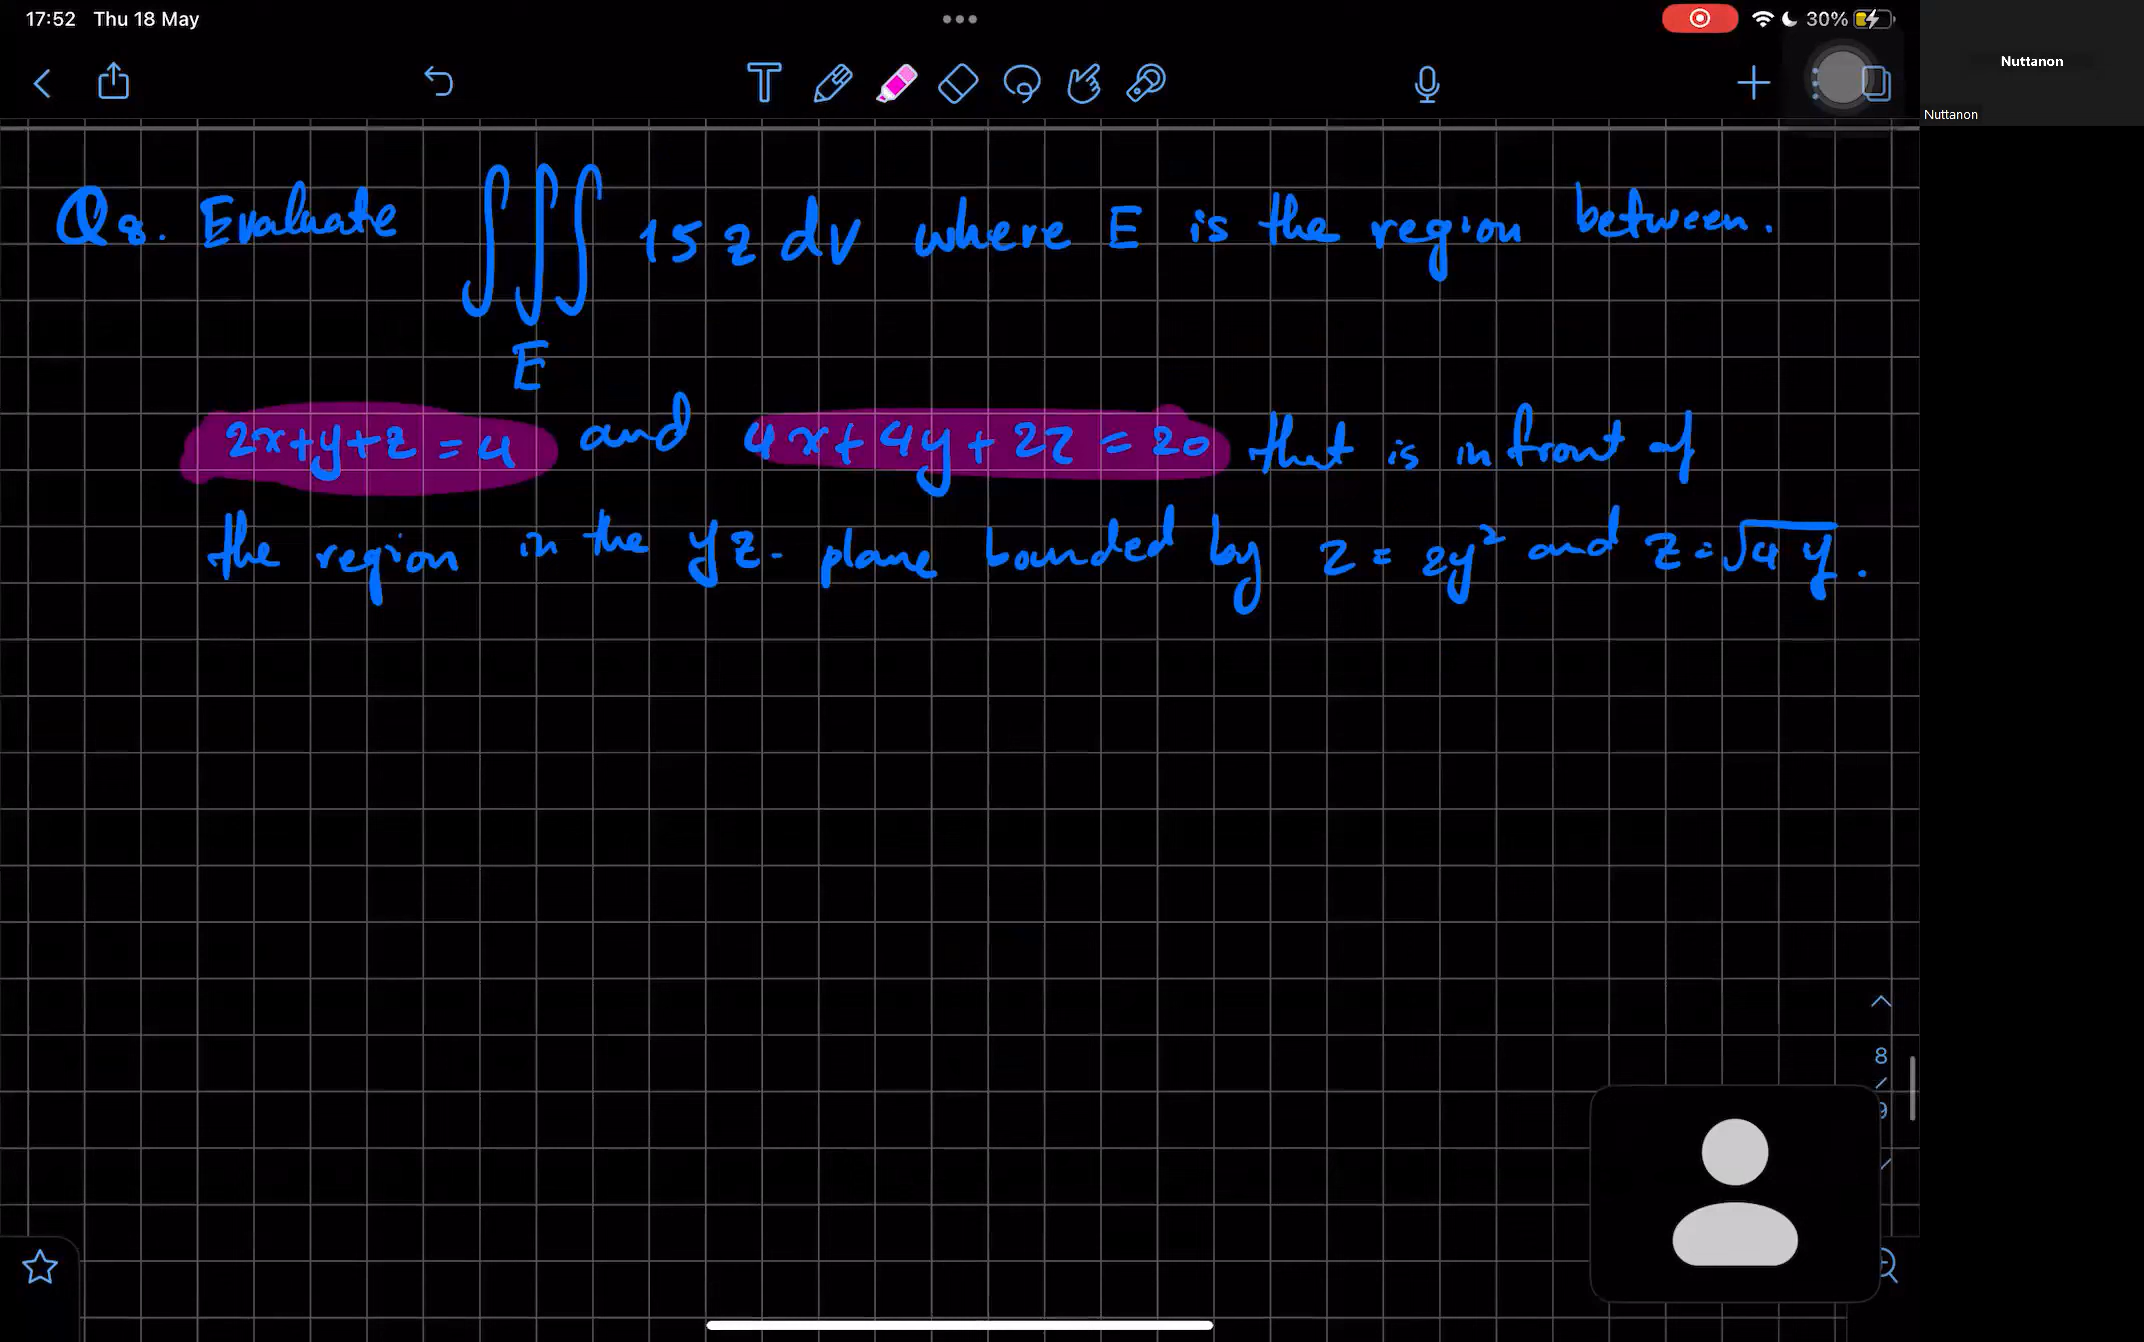 17:52 Thu 18 May
30%
Nuttanon
Nuttanon
Q8. Evaluate ∭ 15 z dV where E is the region between.
E
2x+y+z = 4 and 4x + 4y + 2z = 20 that is in front of
the region in the yz-plane bounded by z = 2y² and z = √4y.
8
9